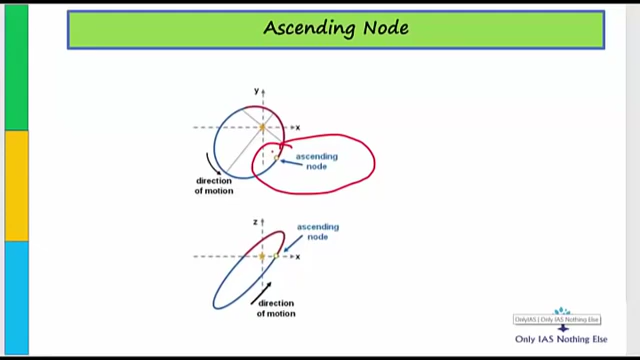 Ascending Node
y
x
ascending
node
direction
of motion
z
ascending
node
x
direction
of motion
OnlyIAS | Only IAS Nothing Else
Only IAS Nothing Else